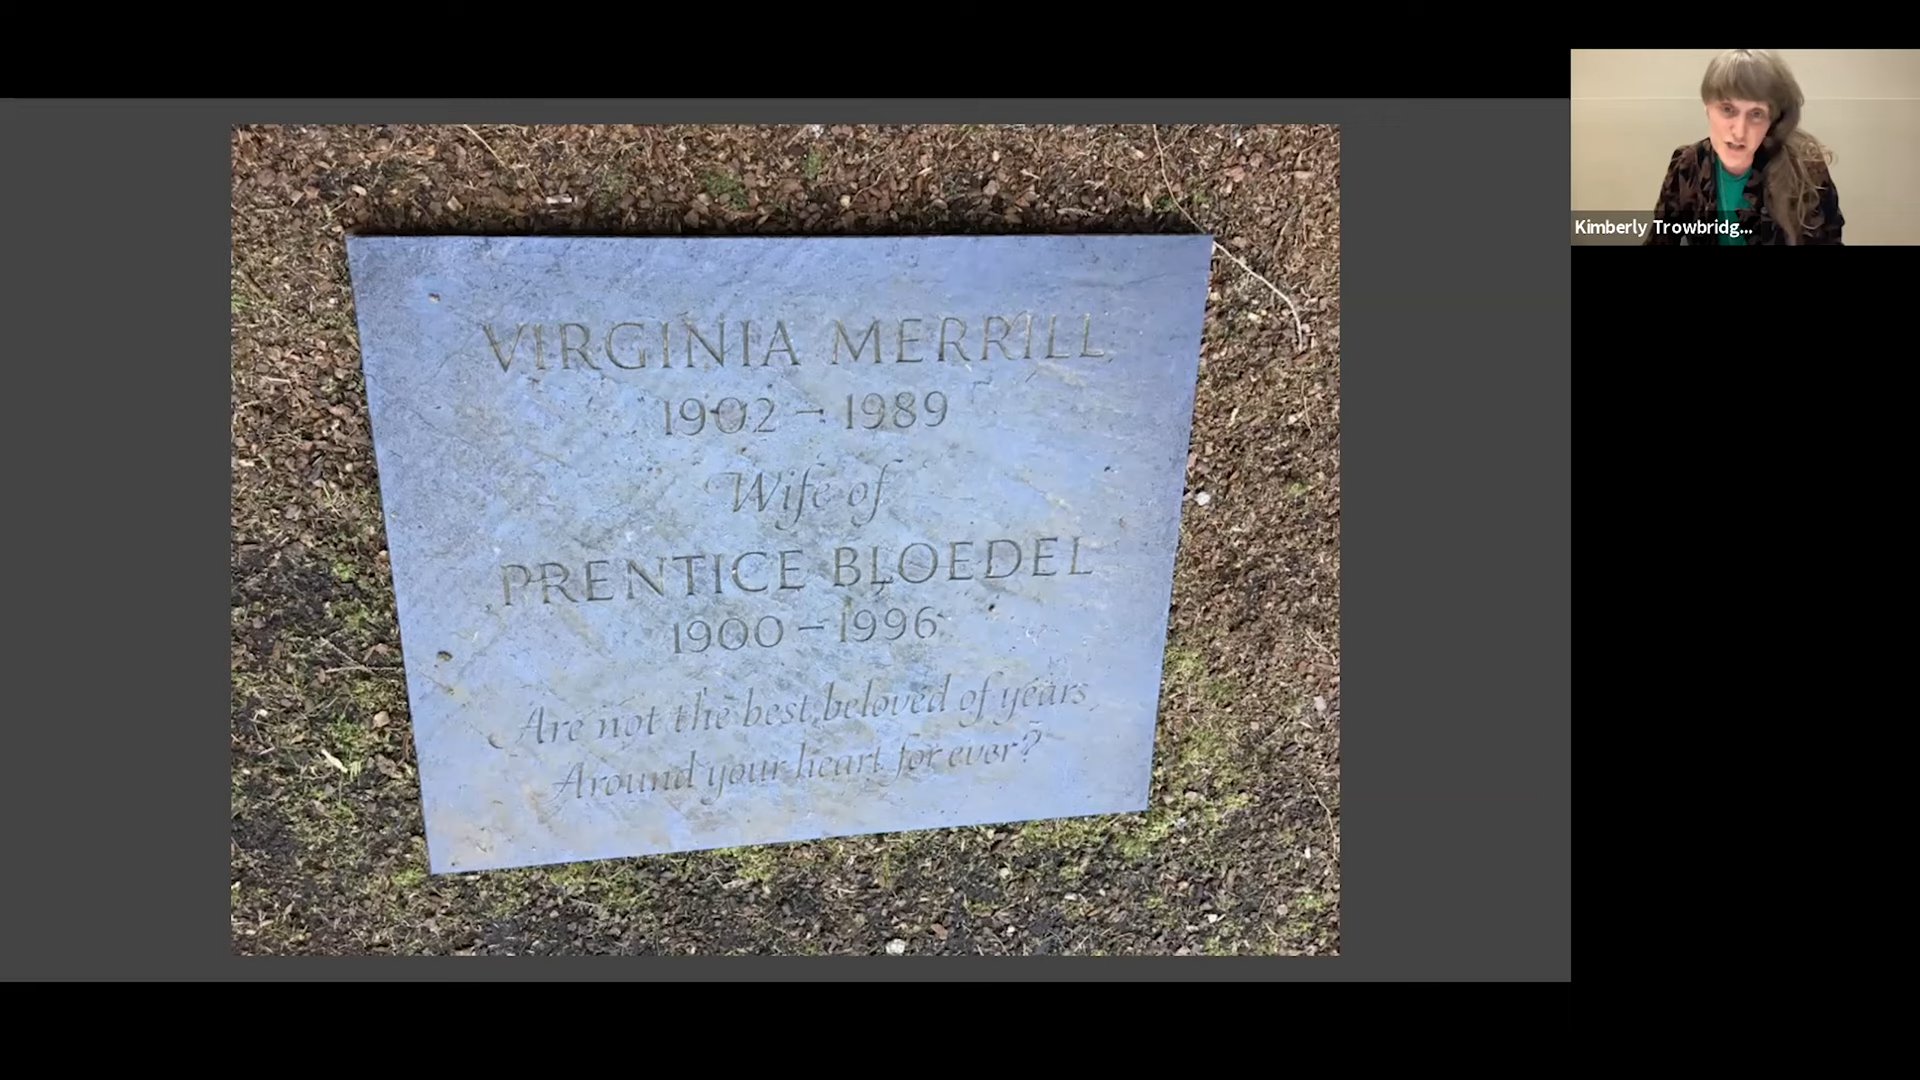 VIRGINIA MERRILL
1902 – 1989
Wife of
PRENTICE BLOEDEL
1900 – 1996
Are not the best beloved of years
Around your heart for ever?
Kimberly Trowbridg...